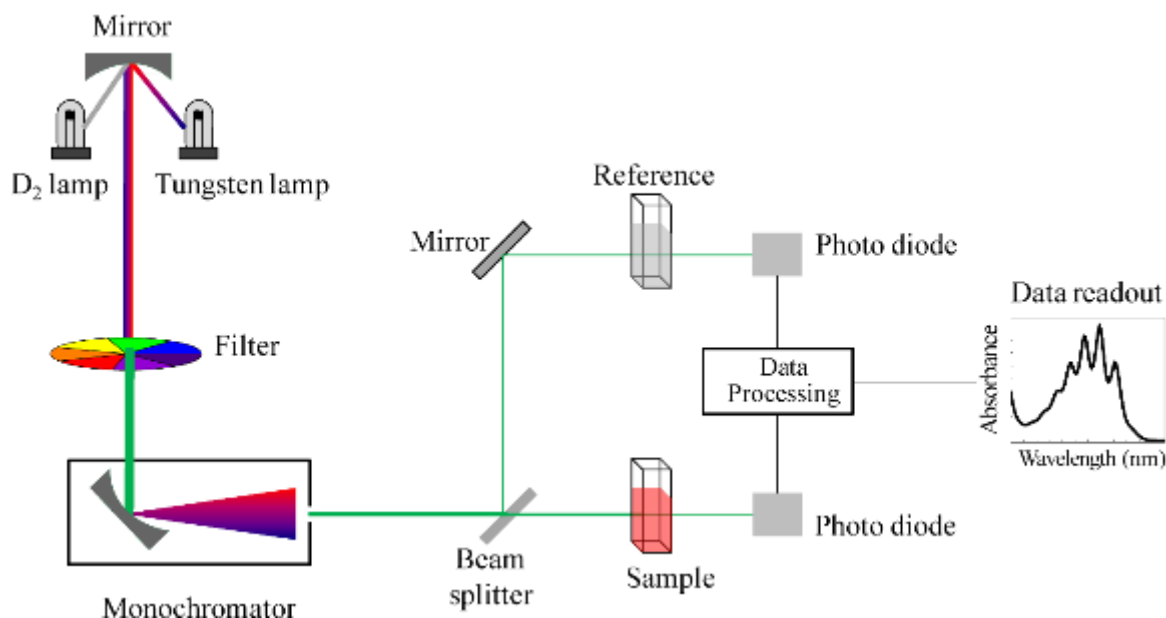 Mirror
D₂ lamp
Tungsten lamp
Filter
Monochromator
Mirror
Reference
Photo diode
Data
Processing
Beam
splitter
Sample
Photo diode
Data readout
Absorbance
Wavelength (nm)